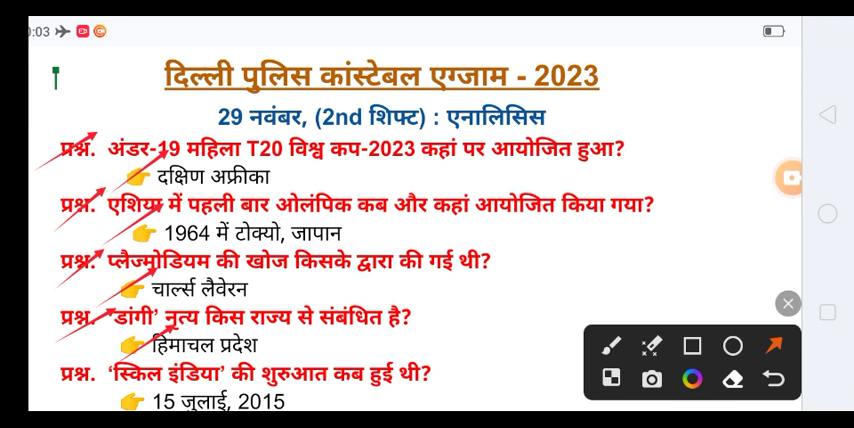 :03
दिल्ली पुलिस कांस्टेबल एग्जाम - 2023
29 नवंबर, (2nd शिफ्ट) : एनालिसिस
प्रश्न. अंडर-19 महिला T20 विश्व कप-2023 कहां पर आयोजित हुआ?
दक्षिण अफ्रीका
प्रश्न. एशिया में पहली बार ओलंपिक कब और कहां आयोजित किया गया?
1964 में टोक्यो, जापान
प्रश्न. प्लैज्मोडियम की खोज किसके द्वारा की गई थी?
चार्ल्स लैवेरन
प्रश्न. 'डांगी' नृत्य किस राज्य से संबंधित है?
हिमाचल प्रदेश
प्रश्न. 'स्किल इंडिया' की शुरुआत कब हुई थी?
15 जुलाई, 2015